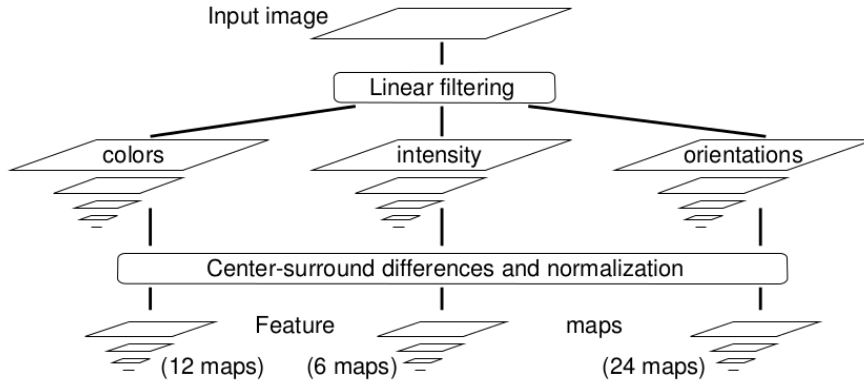 Input image
Linear filtering
colors
intensity
orientations
Center-surround differences and normalization
Feature maps
(12 maps)
(6 maps)
(24 maps)